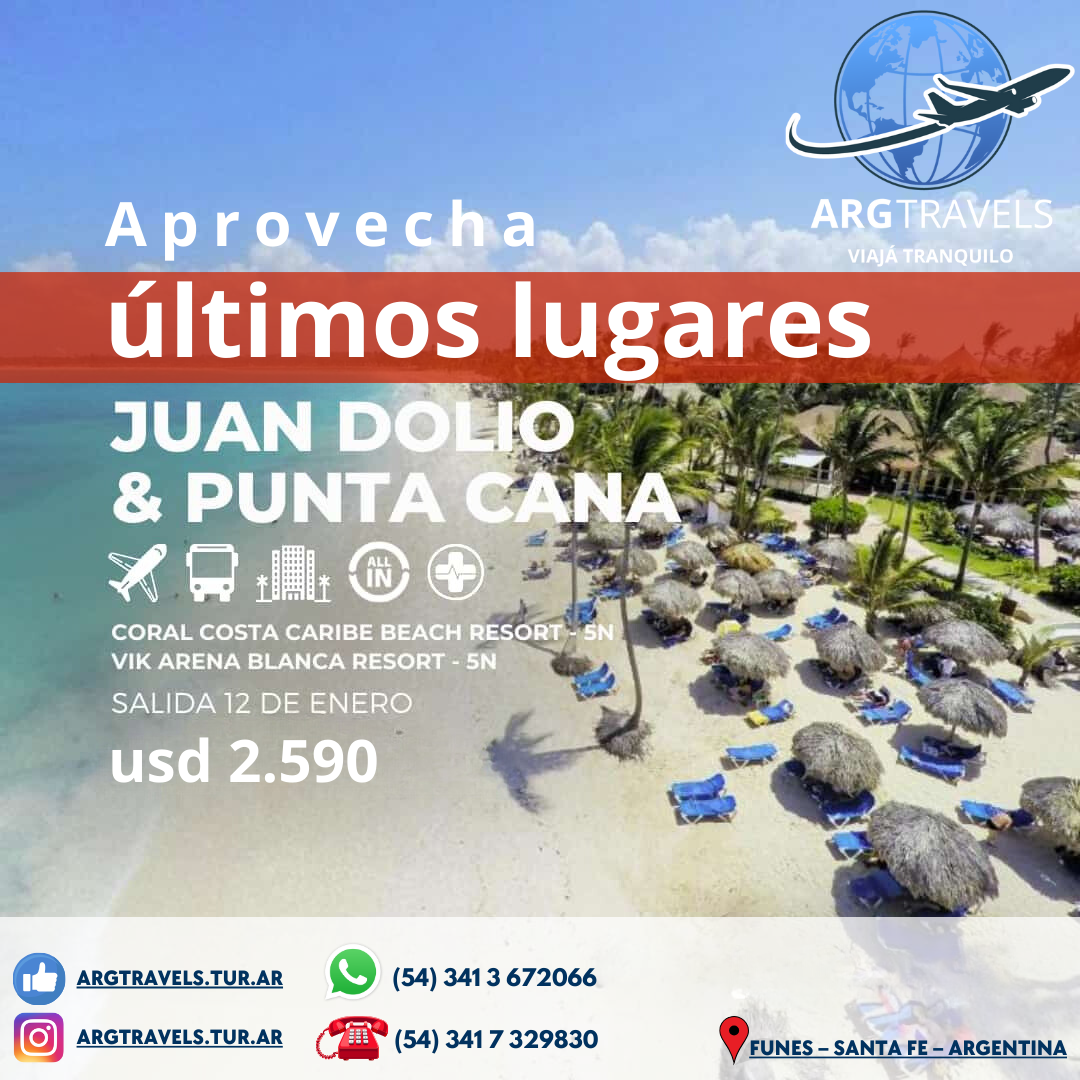 ARGTRAVELS
VIAJÁ TRANQUILO
Aprovecha
últimos lugares
JUAN DOLIO
& PUNTA CANA
ALL
IN
CORAL COSTA CARIBE BEACH RESORT - 5N
VIK ARENA BLANCA RESORT - 5N
SALIDA 12 DE ENERO
usd 2.590
ARGTRAVELS.TUR.AR
(54) 341 3 672066
ARGTRAVELS.TUR.AR
(54) 341 7 329830
FUNES – SANTA FE – ARGENTINA